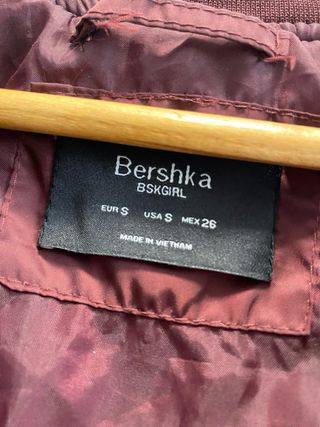 Bershka
BSKGIRL
EUR S USA S MEX 26
MADE IN VIETNAM